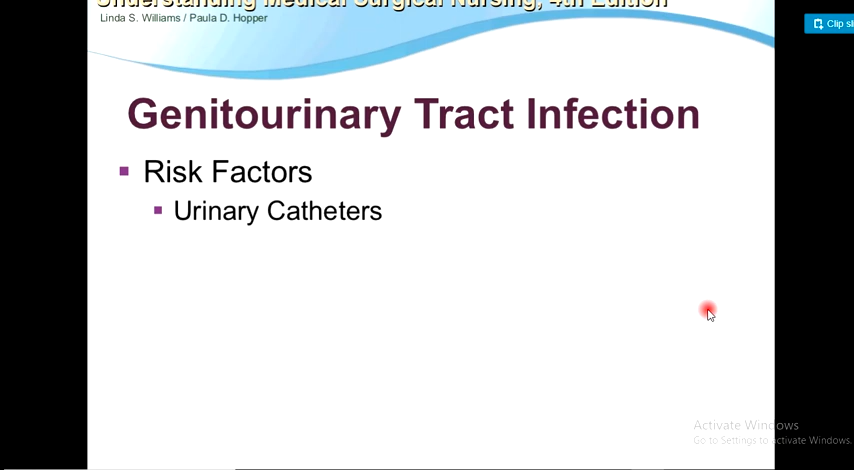 Understanding Medical Surgical Nursing, 4th Edition
Linda S. Williams / Paula D. Hopper
Clip sli
Genitourinary Tract Infection
Risk Factors
Urinary Catheters
Activate Windows
Go to Settings to activate Windows.